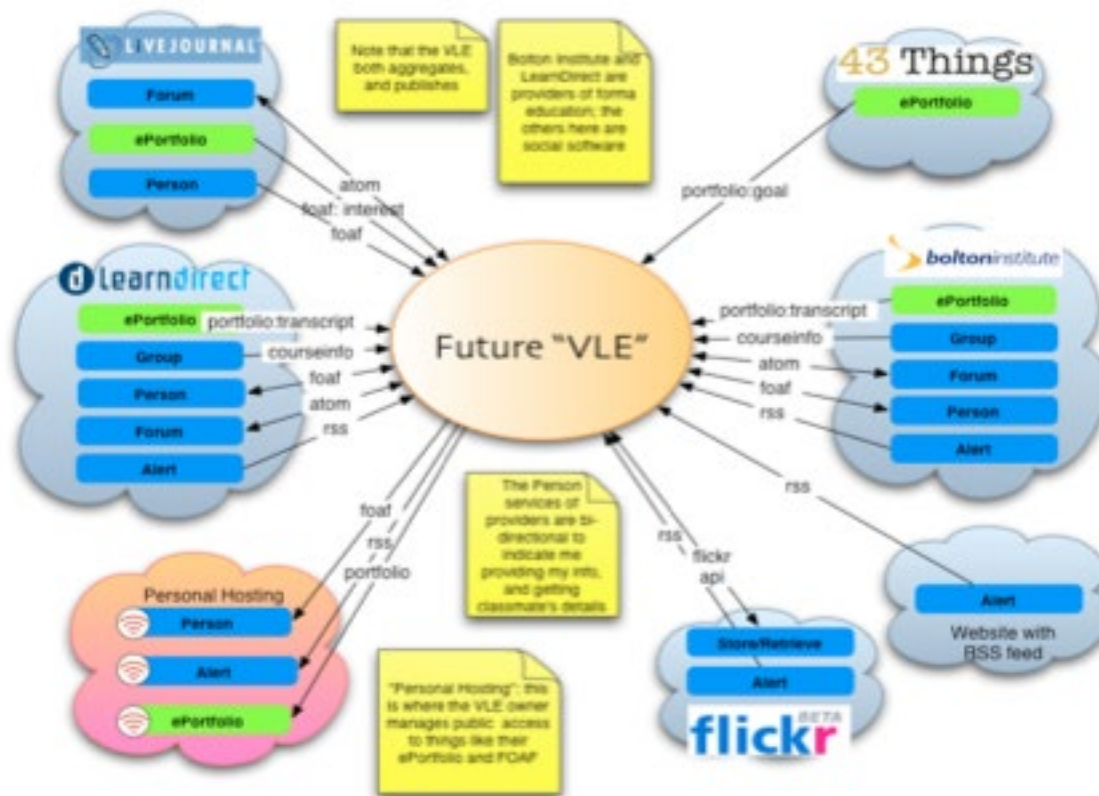 LIVEJOURNAL
Forum
ePortfolio
Person
Note that the VLE
both aggregates,
and publishes
Bolton Institute and
LearnDirect are
providers of forma
education; the
others here are
social software
43 Things
ePortfolio
atom
foaf: interest
foaf
portfolio:goal
learndirect
ePortfolio
Group
Person
Forum
Alert
portfolio:transcript
courseinfo
foaf
atom
rss
Future "VLE"
boltoninstitute
ePortfolio
Group
Forum
Person
Alert
portfolio:transcript
courseinfo
atom
foaf
rss
foaf
rss
portfolio
The Person
services of
providers are bi-
directional to
indicate me
providing my info,
and getting
classmate's details
rss
flickr
api
rss
Personal Hosting
Person
Alert
ePortfolio
"Personal Hosting"; this
is where the VLE owner
manages public access
to things like their
ePortfolio and FOAF
Store/Retrieve
Alert
BETA
flickr
Alert
Website with
RSS feed